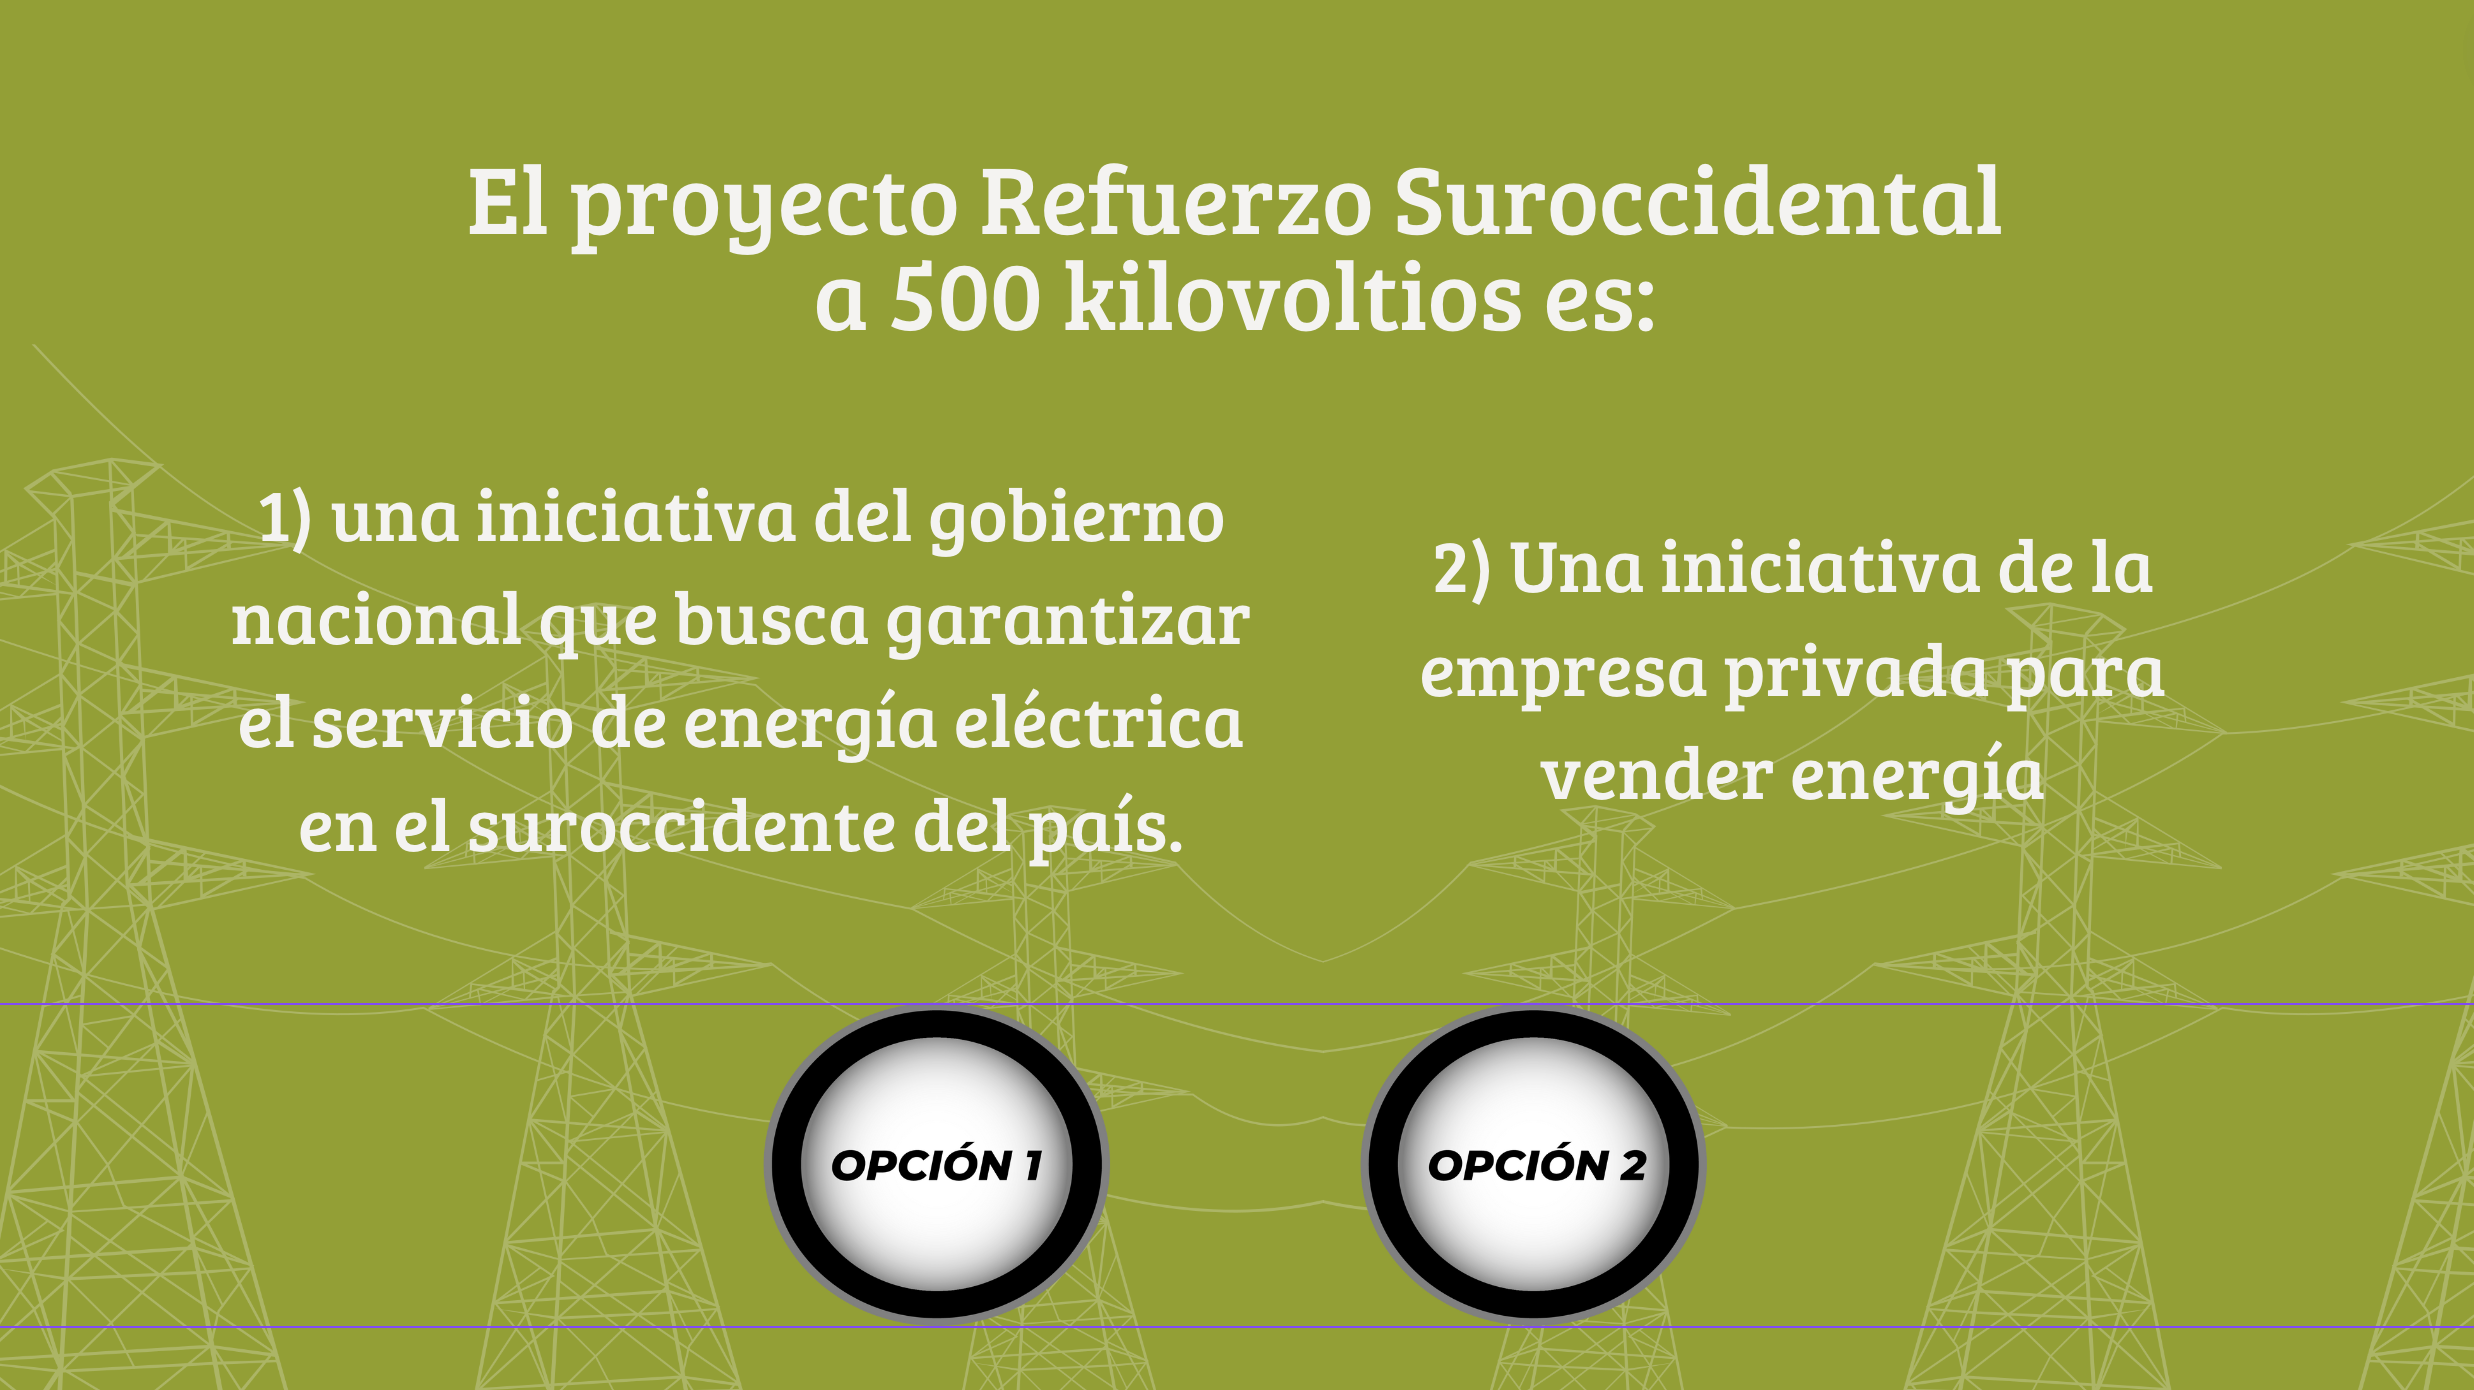 El proyecto Refuerzo Suroccidental
a 500 kilovoltios es:
1) una iniciativa del gobierno
nacional que busca garantizar
el servicio de energía eléctrica
en el suroccidente del país.
2) Una iniciativa de la
empresa privada para
vender energía
OPCIÓN 1
OPCIÓN 2